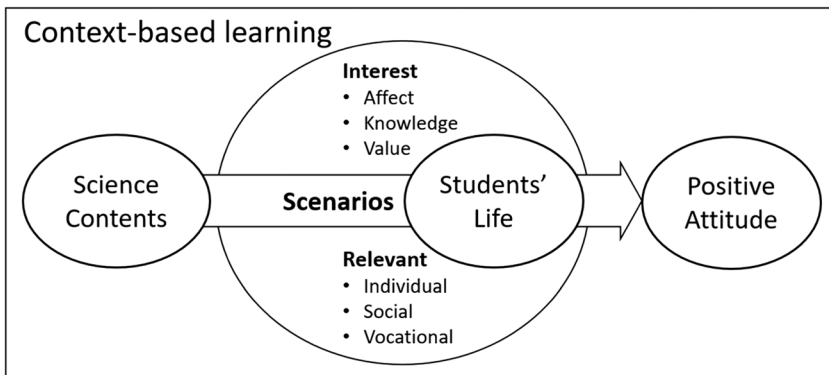 Context-based learning
Interest
• Affect
• Knowledge
• Value
Science
Contents
Scenarios
Students’
Life
Positive
Attitude
Relevant
• Individual
• Social
• Vocational